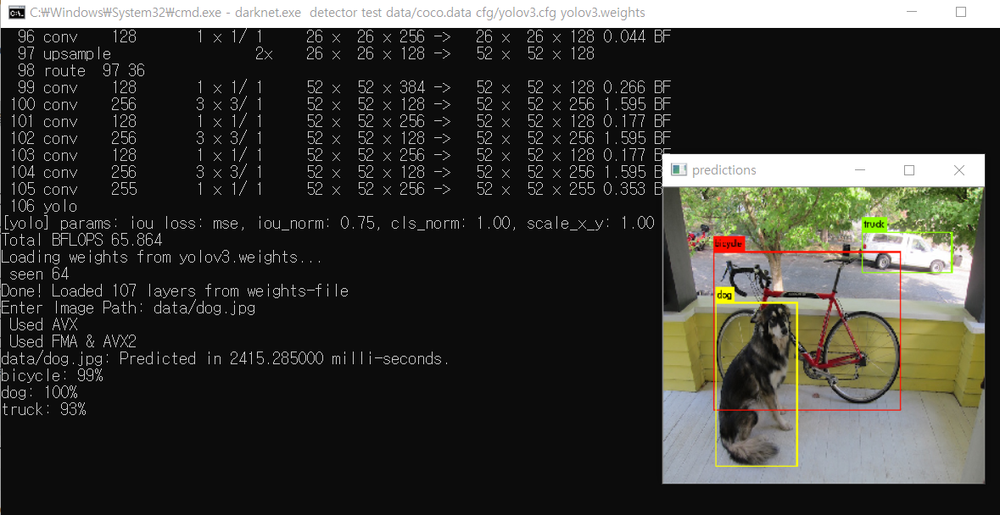 C:₩Windows₩System32₩cmd.exe - darknet.exe  detector test data/coco.data cfg/yolov3.cfg yolov3.weights
96 conv    128       1 x 1/ 1     26 x  26 x 256 ->   26 x  26 x 128 0.044 BF
97 upsample                 2x    26 x  26 x 128 ->   52 x  52 x 128
98 route  97 36
99 conv    128       1 x 1/ 1     52 x  52 x 384 ->   52 x  52 x 128 0.266 BF
100 conv    256       3 x 3/ 1     52 x  52 x 128 ->   52 x  52 x 256 1.595 BF
101 conv    128       1 x 1/ 1     52 x  52 x 256 ->   52 x  52 x 128 0.177 BF
102 conv    256       3 x 3/ 1     52 x  52 x 128 ->   52 x  52 x 256 1.595 BF
103 conv    128       1 x 1/ 1     52 x  52 x 256 ->   52 x  52 x 128 0.177 BF
104 conv    256       3 x 3/ 1     52 x  52 x 128 ->   52 x  52 x 256 1.595 BF
105 conv    255       1 x 1/ 1     52 x  52 x 256 ->   52 x  52 x 255 0.353 BF
106 yolo
[yolo] params: iou loss: mse, iou_norm: 0.75, cls_norm: 1.00, scale_x_y: 1.00
Total BFLOPS 65.864
Loading weights from yolov3.weights...
seen 64
Done! Loaded 107 layers from weights-file
Enter Image Path: data/dog.jpg
Used AVX
Used FMA & AVX2
data/dog.jpg: Predicted in 2415.285000 milli-seconds.
bicycle: 99%
dog: 100%
truck: 93%
predictions
truck
bicycle
dog